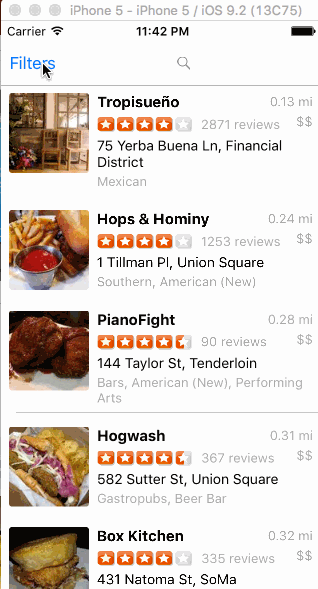 iPhone 5 - iPhone 5 / iOS 9.2 (13C75)
Carrier 11:42 PM
Filters
Tropisueño 0.13 mi
2871 reviews $$
75 Yerba Buena Ln, Financial
District
Mexican
Hops & Hominy 0.24 mi
1253 reviews $$
1 Tillman Pl, Union Square
Southern, American (New)
PianoFight 0.28 mi
90 reviews $$
144 Taylor St, Tenderloin
Bars, American (New), Performing
Arts
Hogwash 0.31 mi
367 reviews $$
582 Sutter St, Union Square
Gastropubs, Beer Bar
Box Kitchen 0.32 mi
335 reviews $$
431 Natoma St, SoMa